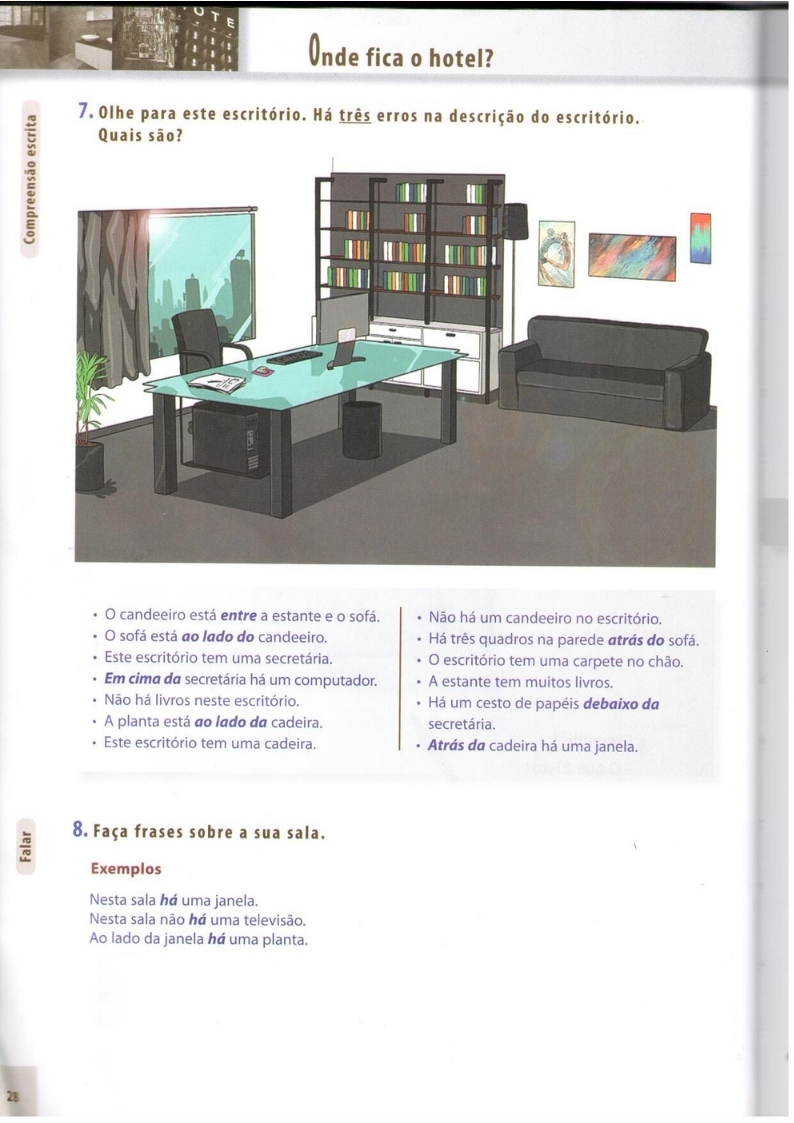 OTE
Onde fica o hotel?
Compreensão escrita
7. Olhe para este escritório. Há três erros na descrição do escritório.
Quais são?
• O candeeiro está entre a estante e o sofá.
• O sofá está ao lado do candeeiro.
• Este escritório tem uma secretária.
• Em cima da secretária há um computador.
• Não há livros neste escritório.
• A planta está ao lado da cadeira.
• Este escritório tem uma cadeira.
• Não há um candeeiro no escritório.
• Há três quadros na parede atrás do sofá.
• O escritório tem uma carpete no chão.
• A estante tem muitos livros.
• Há um cesto de papéis debaixo da
secretária.
• Atrás da cadeira há uma janela.
Falar
8. Faça frases sobre a sua sala.
Exemplos
Nesta sala há uma janela.
Nesta sala não há uma televisão.
Ao lado da janela há uma planta.
28